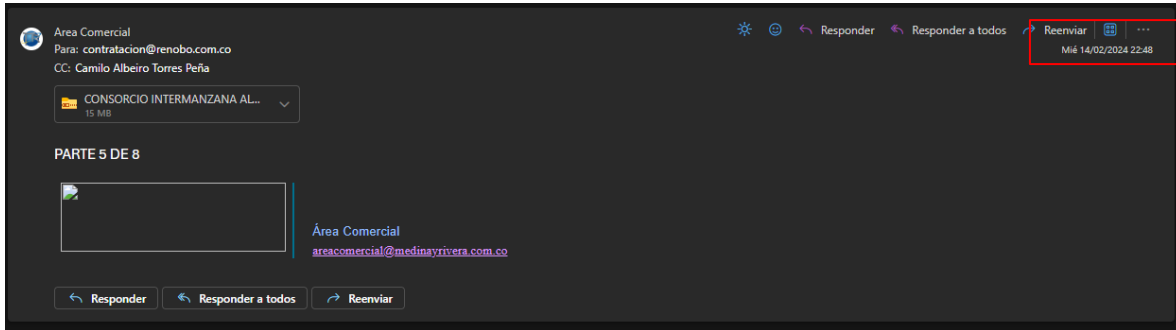 Area Comercial
Responder Responder a todos Reenviar
Para: contratacion@renobo.com.co
Mié 14/02/2024 22:48
CC: Camilo Albeiro Torres Peña
CONSORCIO INTERMANZANA AL...
15 MB
PARTE 5 DE 8
Área Comercial
areacomercial@medinayrivera.com.co
Responder Responder a todos Reenviar